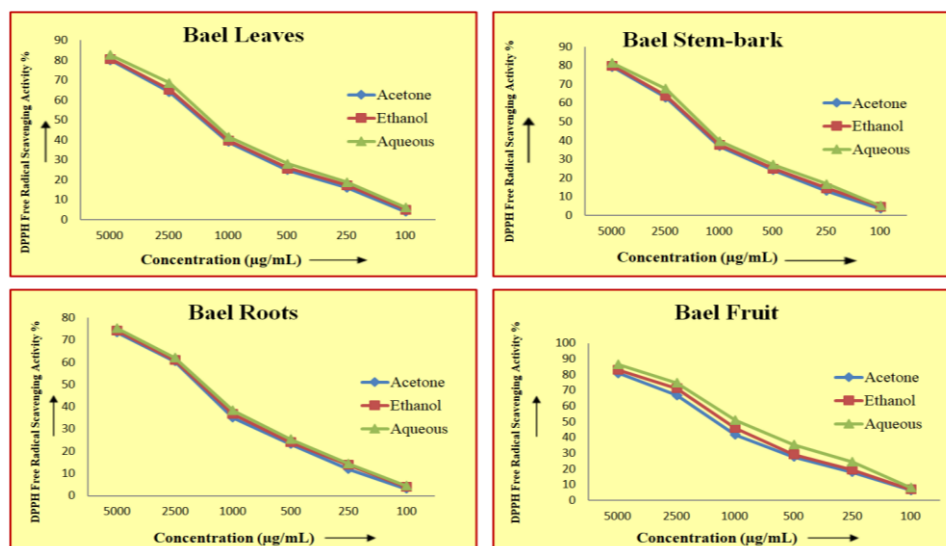 Bael Leaves
DPPH Free Radical Scavenging Activity %
90
80
70
60
50
40
30
20
10
0
Acetone
Ethanol
Aqueous
5000 2500 1000 500 250 100
Concentration (µg/mL)
Bael Stem-bark
DPPH Free Radical Scavenging Activity %
90
80
70
60
50
40
30
20
10
0
Acetone
Ethanol
Aqueous
5000 2500 1000 500 250 100
Concentration (µg/mL)
Bael Roots
DPPH Free Radical Scavenging Activity %
80
70
60
50
40
30
20
10
0
Acetone
Ethanol
Aqueous
5000 2500 1000 500 250 100
Concentration (µg/mL)
Bael Fruit
DPPH Free Radical Scavenging Activity %
100
90
80
70
60
50
40
30
20
10
0
Acetone
Ethanol
Aqueous
5000 2500 1000 500 250 100
Concentration (µg/mL)